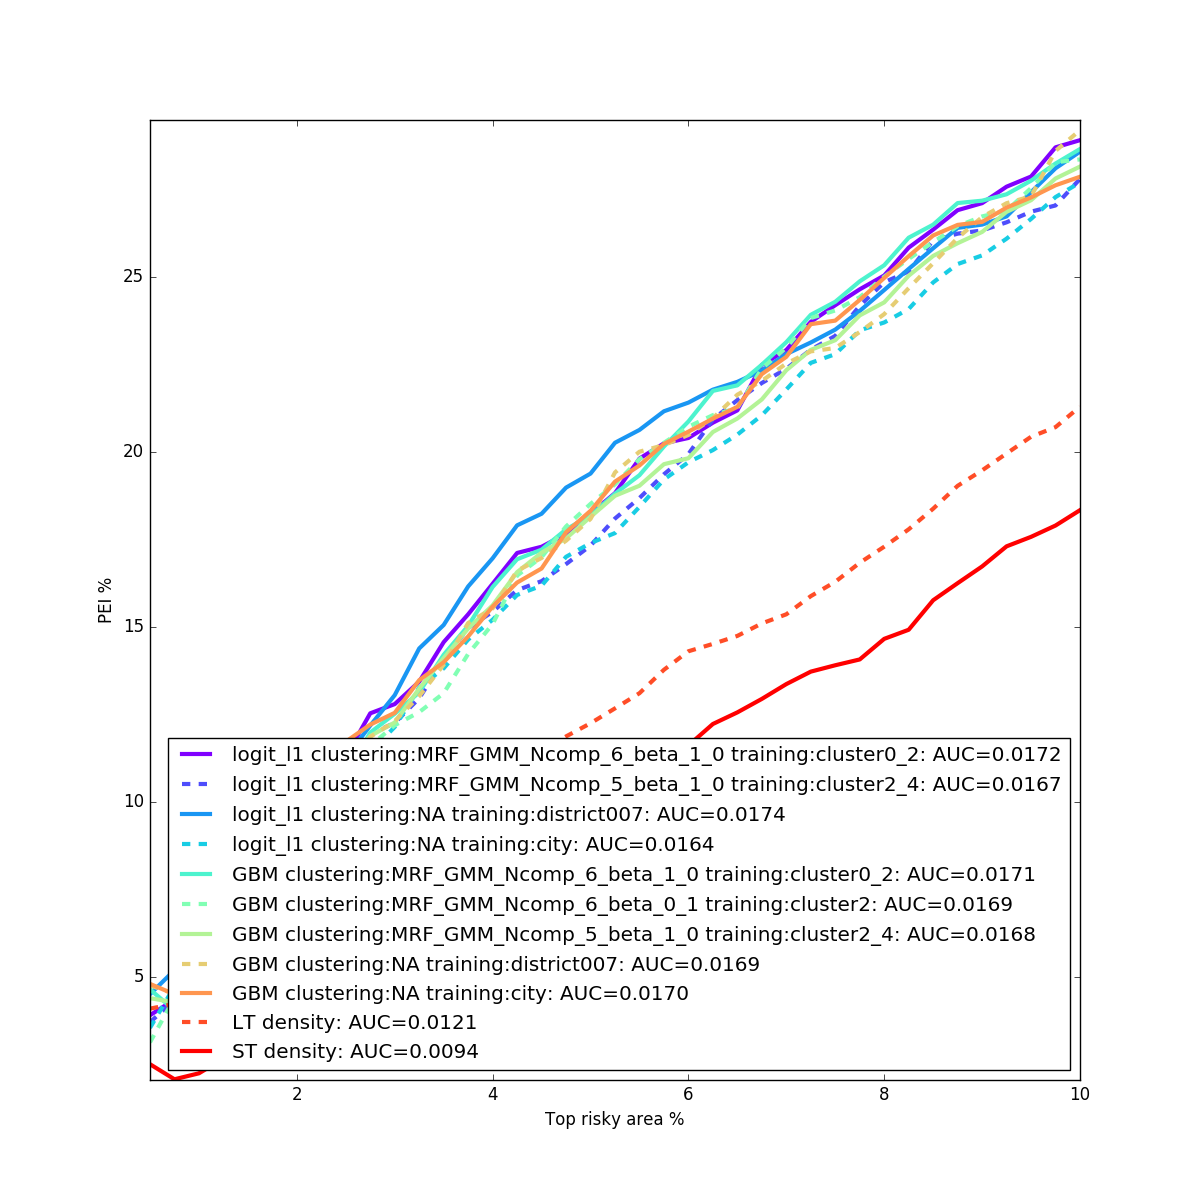 25
20
15
10
5
PEI %
logit_l1 clustering:MRF_GMM_Ncomp_6_beta_1_0 training:cluster0_2: AUC=0.0172
logit_l1 clustering:MRF_GMM_Ncomp_5_beta_1_0 training:cluster2_4: AUC=0.0167
logit_l1 clustering:NA training:district007: AUC=0.0174
logit_l1 clustering:NA training:city: AUC=0.0164
GBM clustering:MRF_GMM_Ncomp_6_beta_1_0 training:cluster0_2: AUC=0.0171
GBM clustering:MRF_GMM_Ncomp_6_beta_0_1 training:cluster2: AUC=0.0169
GBM clustering:MRF_GMM_Ncomp_5_beta_1_0 training:cluster2_4: AUC=0.0168
GBM clustering:NA training:district007: AUC=0.0169
GBM clustering:NA training:city: AUC=0.0170
LT density: AUC=0.0121
ST density: AUC=0.0094
2 4 6 8 10
Top risky area %